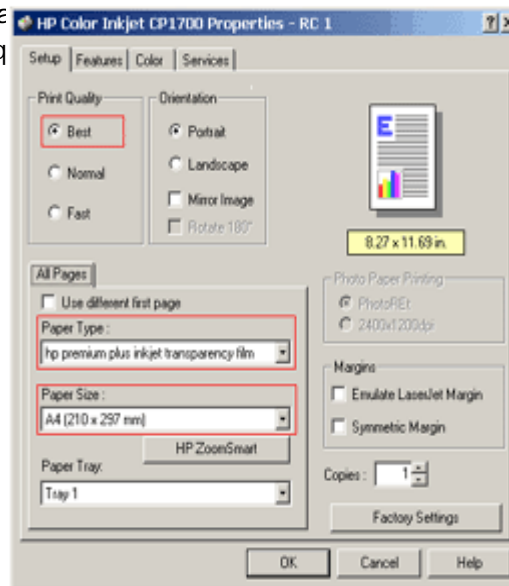 HP Color Inkjet CP1700 Properties - RC 1
Setup Features Color Services
Print Quality
Best
Normal
Fast
Orientation
Portrait
Landscape
Mirror Image
Rotate 180°
E
8.27 x 11.69 in.
All Pages
Use different first page
Paper Type :
hp premium plus inkjet transparency film
Paper Size :
A4 (210 x 297 mm)
HP ZoomSmart
Paper Tray:
Tray 1
Photo Paper Printing
PhotoREt
2400x1200dpi
Margins
Emulate LaserJet Margin
Symmetric Margin
Copies : 1
Factory Settings
OK Cancel Help